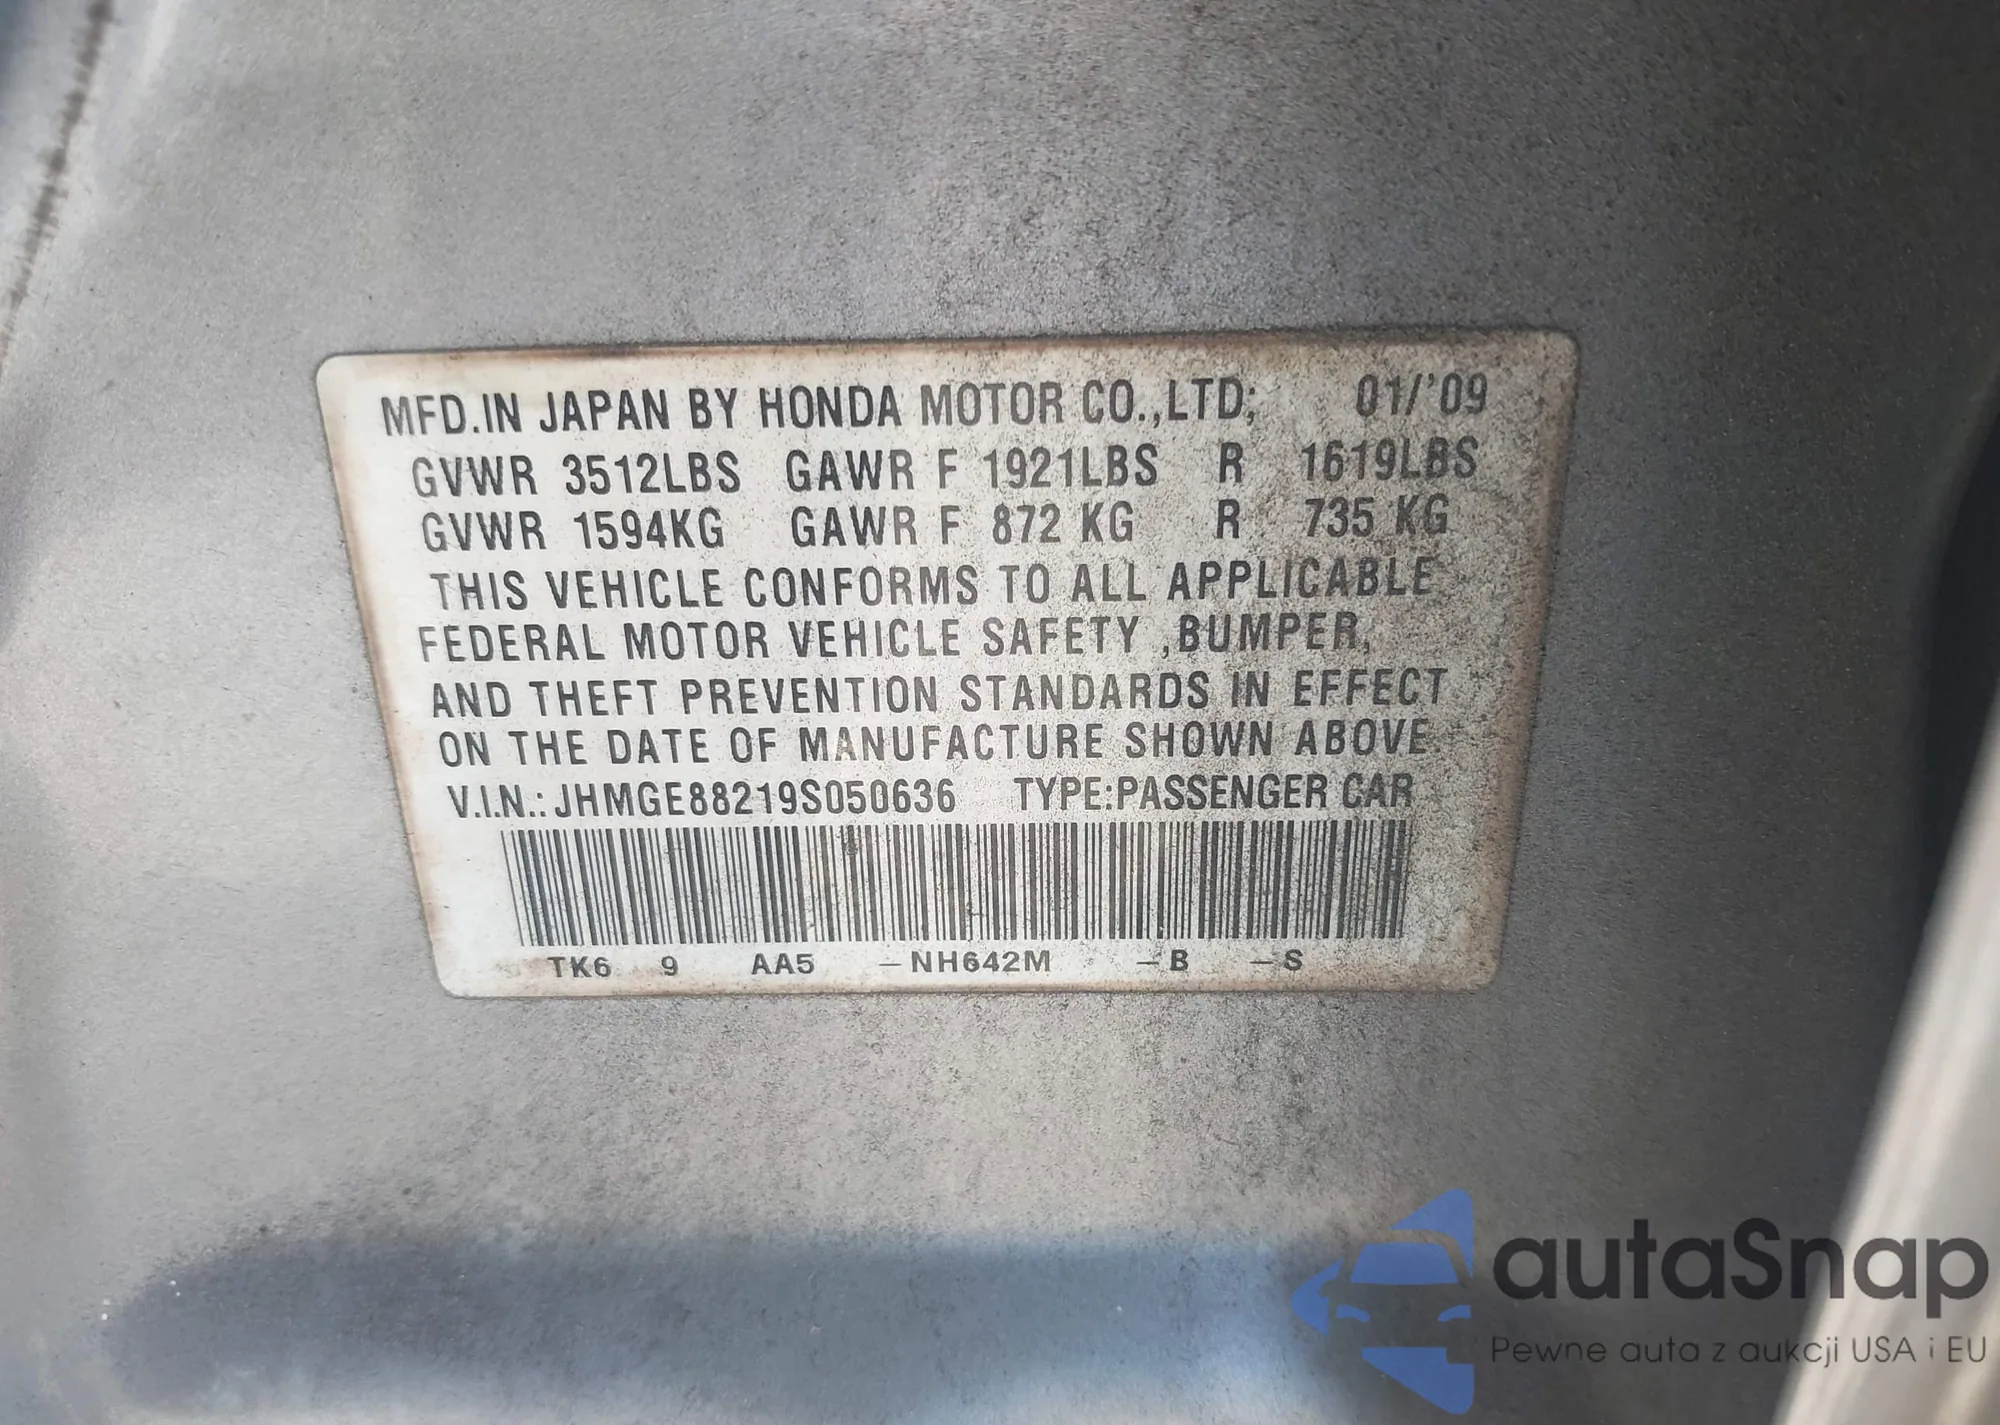 MFD.IN JAPAN BY HONDA MOTOR CO.,LTD; 01/'09
GVWR 3512LBS GAWR F 1921LBS R 1619LBS
GVWR 1594KG GAWR F 872 KG R 735 KG
THIS VEHICLE CONFORMS TO ALL APPLICABLE
FEDERAL MOTOR VEHICLE SAFETY ,BUMPER,
AND THEFT PREVENTION STANDARDS IN EFFECT
ON THE DATE OF MANUFACTURE SHOWN ABOVE.
V.I.N.: JHMGE88219S050636 TYPE:PASSENGER CAR
TK6 9 AA5 -NH642M -B -S
autaSnap
Pewne auta z aukcji USA i EU